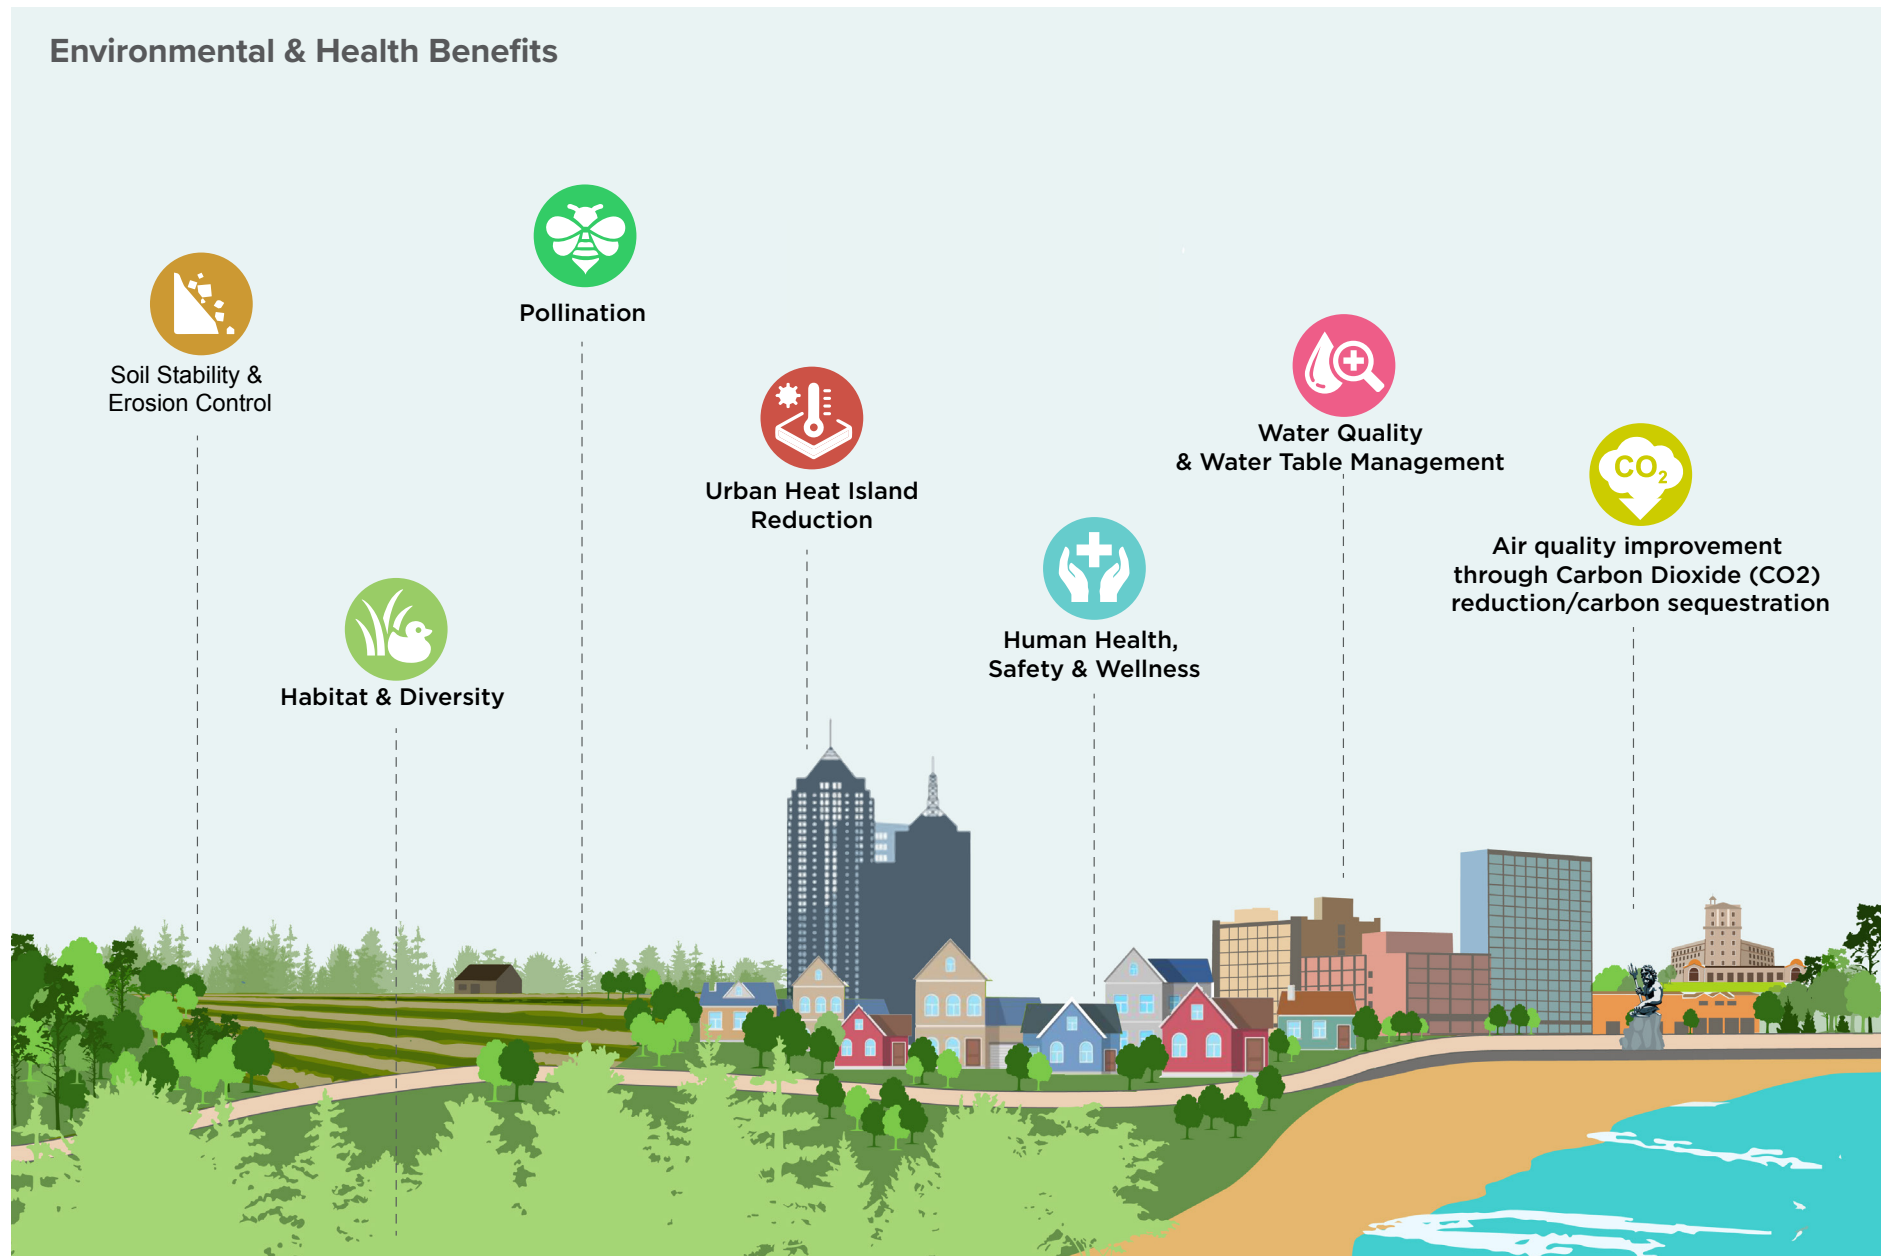 Environmental & Health Benefits
Pollination
Soil Stability &
Erosion Control
Urban Heat Island
Reduction
Water Quality
& Water Table Management
CO2
Air quality improvement
through Carbon Dioxide (CO2)
reduction/carbon sequestration
Human Health,
Safety & Wellness
Habitat & Diversity